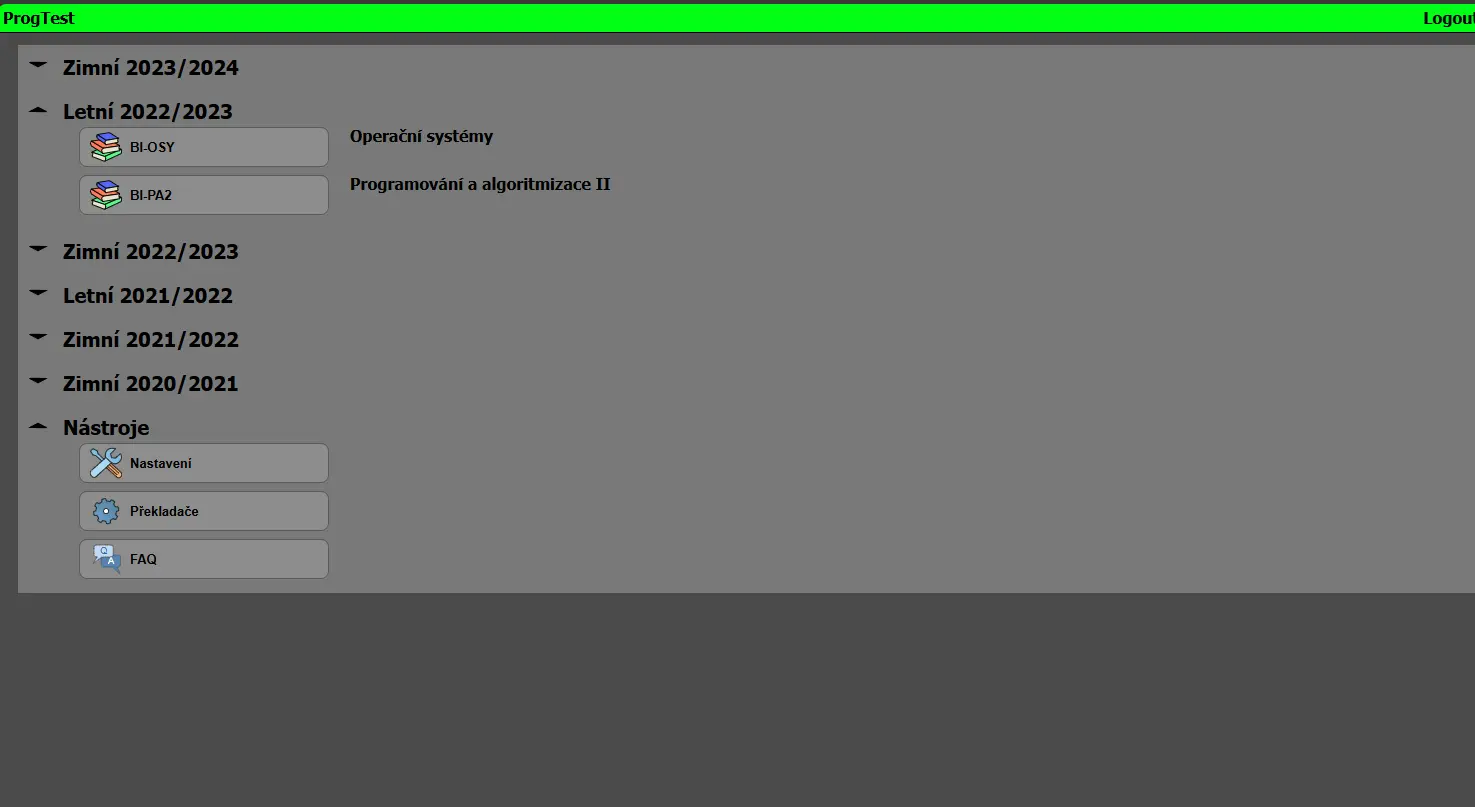 ProgTest Logout
Zimní 2023/2024
Letní 2022/2023
BI-OSY Operační systémy
BI-PA2 Programování a algoritmizace II
Zimní 2022/2023
Letní 2021/2022
Zimní 2021/2022
Zimní 2020/2021
Nástroje
Nastavení
Překladače
Q A FAQ